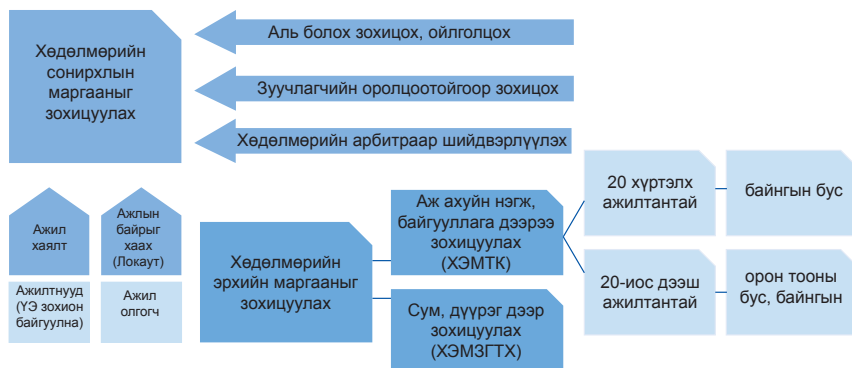 Хөдөлмөрийн
сонирхлын
маргааныг
зохицуулах
Аль болох зохицох, ойлголцох
Зуучлагчийн оролцоотойгоор зохицох
Хөдөлмөрийн арбитраар шийдвэрлүүлэх
Ажил
хаялт
Ажлын
байрыг
хаах
(Локаут)
Ажилтнууд
(ҮЭ зохион
байгуулна)
Ажил
олгогч
Хөдөлмөрийн
эрхийн маргааныг
зохицуулах
Аж ахуйн нэгж,
байгууллага дээрээ
зохицуулах
(ХЭМТК)
Сум, дүүрэг дээр
зохицуулах
(ХЭМЗГТХ)
20 хүртэлх
ажилтантай
байнгын бус
20-иос дээш
ажилтантай
орон тооны
бус, байнгын